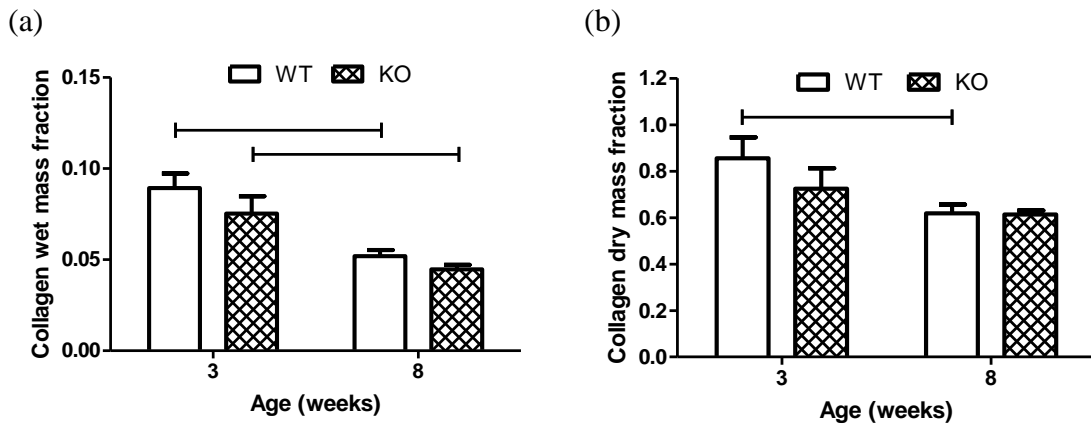 (a)
Collagen wet mass fraction
0.15
0.10
0.05
0.00
WT KO
3 8
Age (weeks)
(b)
Collagen dry mass fraction
1.2
1.0
0.8
0.6
0.4
0.2
0.0
WT KO
3 8
Age (weeks)